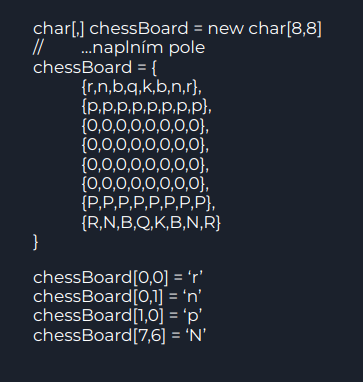 char[,] chessBoard = new char[8,8]
// ...naplním pole
chessBoard = {
{r,n,b,q,k,b,n,r},
{p,p,p,p,p,p,p,p},
{0,0,0,0,0,0,0,0},
{0,0,0,0,0,0,0,0},
{0,0,0,0,0,0,0,0},
{0,0,0,0,0,0,0,0},
{P,P,P,P,P,P,P,P},
{R,N,B,Q,K,B,N,R}
}
chessBoard[0,0] = ‘r’
chessBoard[0,1] = ‘n’
chessBoard[1,0] = ‘p’
chessBoard[7,6] = ‘N’